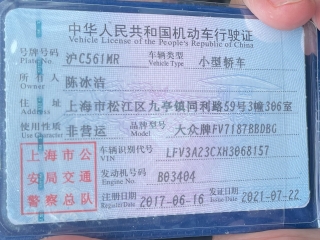 中华人民共和国机动车行驶证
Vehicle License of the People's Republic of China
号牌号码 沪C561MR 车辆类型 小型轿车
Plate No. Vehicle Type
所有人 陈冰洁
Owner
住址 上海市松江区九亭镇同利路59号3幢306室
Address
使用性质 非营运 品牌型号 大众牌FV7187BBDBG
Use Character Model
上海市公安局交通警察总队
车辆识别代号 LFV3A23CXH3068157
VIN
发动机号码 B03404
Engine No.
注册日期 2017-06-16 发证日期 2021-07-22
Register Date Issue Date